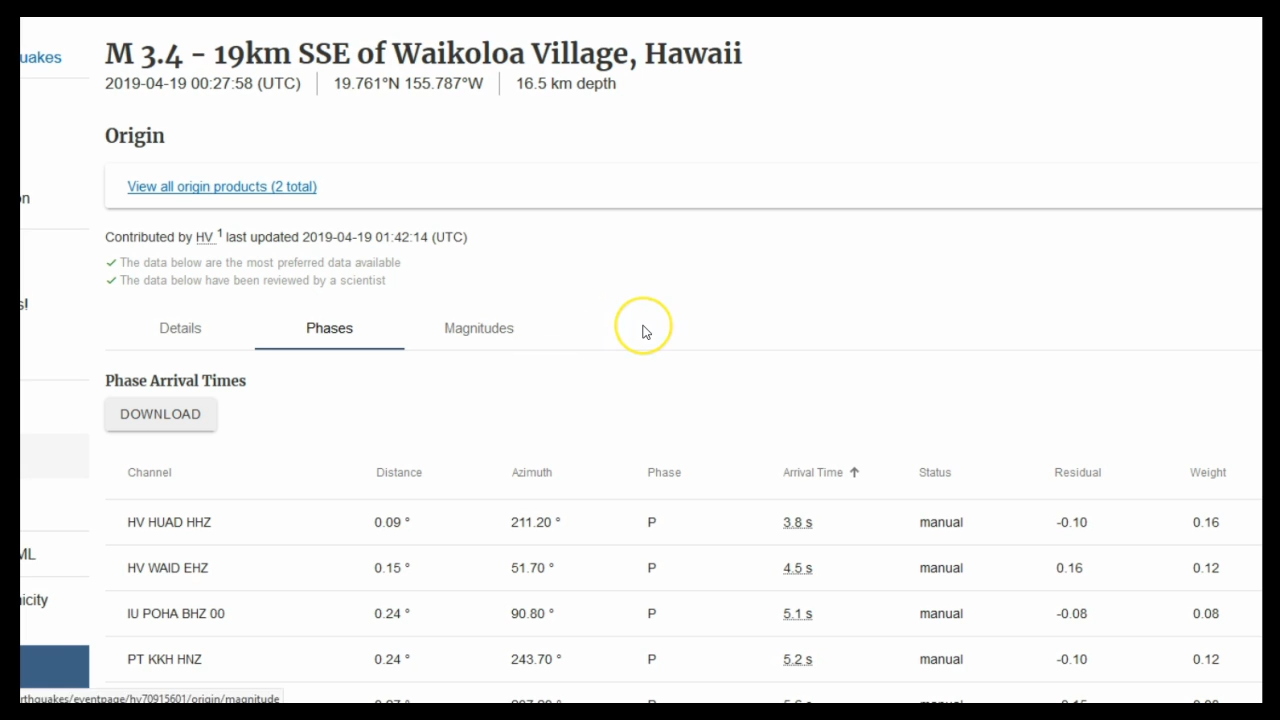 uakes
M 3.4 - 19km SSE of Waikoloa Village, Hawaii
2019-04-19 00:27:58 (UTC) 19.761°N 155.787°W 16.5 km depth
Origin
View all origin products (2 total)
Contributed by HV 1 last updated 2019-04-19 01:42:14 (UTC)
The data below are the most preferred data available
The data below have been reviewed by a scientist
Details Phases Magnitudes
Phase Arrival Times
DOWNLOAD
Channel Distance Azimuth Phase Arrival Time ↑ Status Residual Weight
HV HUAD HHZ 0.09 ° 211.20 ° P 3.8 s manual -0.10 0.16
HV WAID EHZ 0.15 ° 51.70 ° P 4.5 s manual 0.16 0.12
IU POHA BHZ 00 0.24 ° 90.80 ° P 5.1 s manual -0.08 0.08
PT KKH HNZ 0.24 ° 243.70 ° P 5.2 s manual -0.10 0.12
s!
ML
icity
rthquakes/eventpage/hv70915601/origin/magnitude